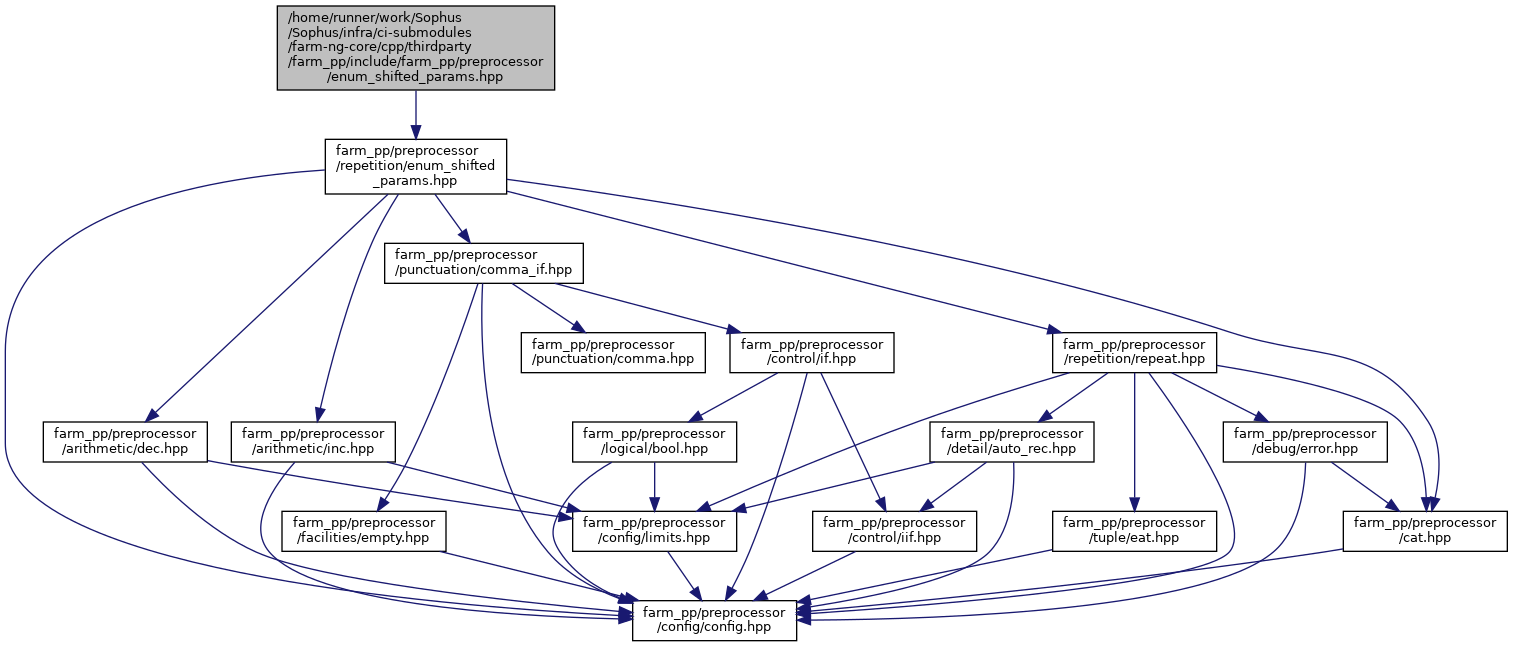 /home/runner/work/Sophus
/Sophus/infra/ci-submodules
/farm-ng-core/cpp/thirdparty
/farm_pp/include/farm_pp/preprocessor
/enum_shifted_params.hpp
farm_pp/preprocessor
/repetition/enum_shifted
_params.hpp
farm_pp/preprocessor
/punctuation/comma_if.hpp
farm_pp/preprocessor
/punctuation/comma.hpp
farm_pp/preprocessor
/control/if.hpp
farm_pp/preprocessor
/repetition/repeat.hpp
farm_pp/preprocessor
/arithmetic/dec.hpp
farm_pp/preprocessor
/arithmetic/inc.hpp
farm_pp/preprocessor
/logical/bool.hpp
farm_pp/preprocessor
/detail/auto_rec.hpp
farm_pp/preprocessor
/debug/error.hpp
farm_pp/preprocessor
/facilities/empty.hpp
farm_pp/preprocessor
/config/limits.hpp
farm_pp/preprocessor
/control/iif.hpp
farm_pp/preprocessor
/tuple/eat.hpp
farm_pp/preprocessor
/cat.hpp
farm_pp/preprocessor
/config/config.hpp